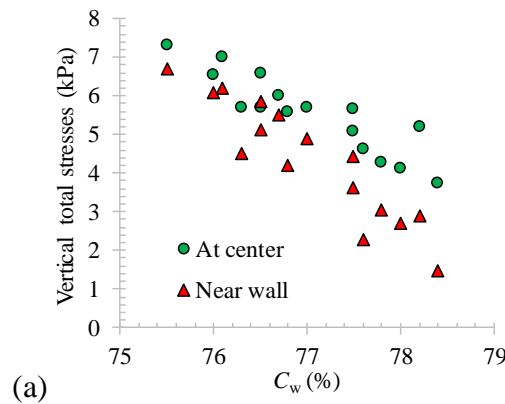 Vertical total stresses (kPa)
8
7
6
5
4
3
2
1
0
At center
Near wall
75 76 77 78 79
Cw (%)
(a)